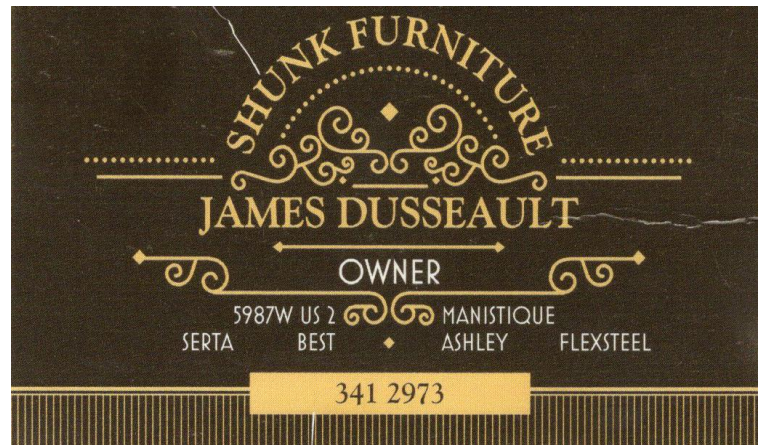 SHUNK FURNITURE
JAMES DUSSEAULT
OWNER
5987W US 2 MANISTIQUE
SERTA BEST ASHLEY FLEXSTEEL
341 2973